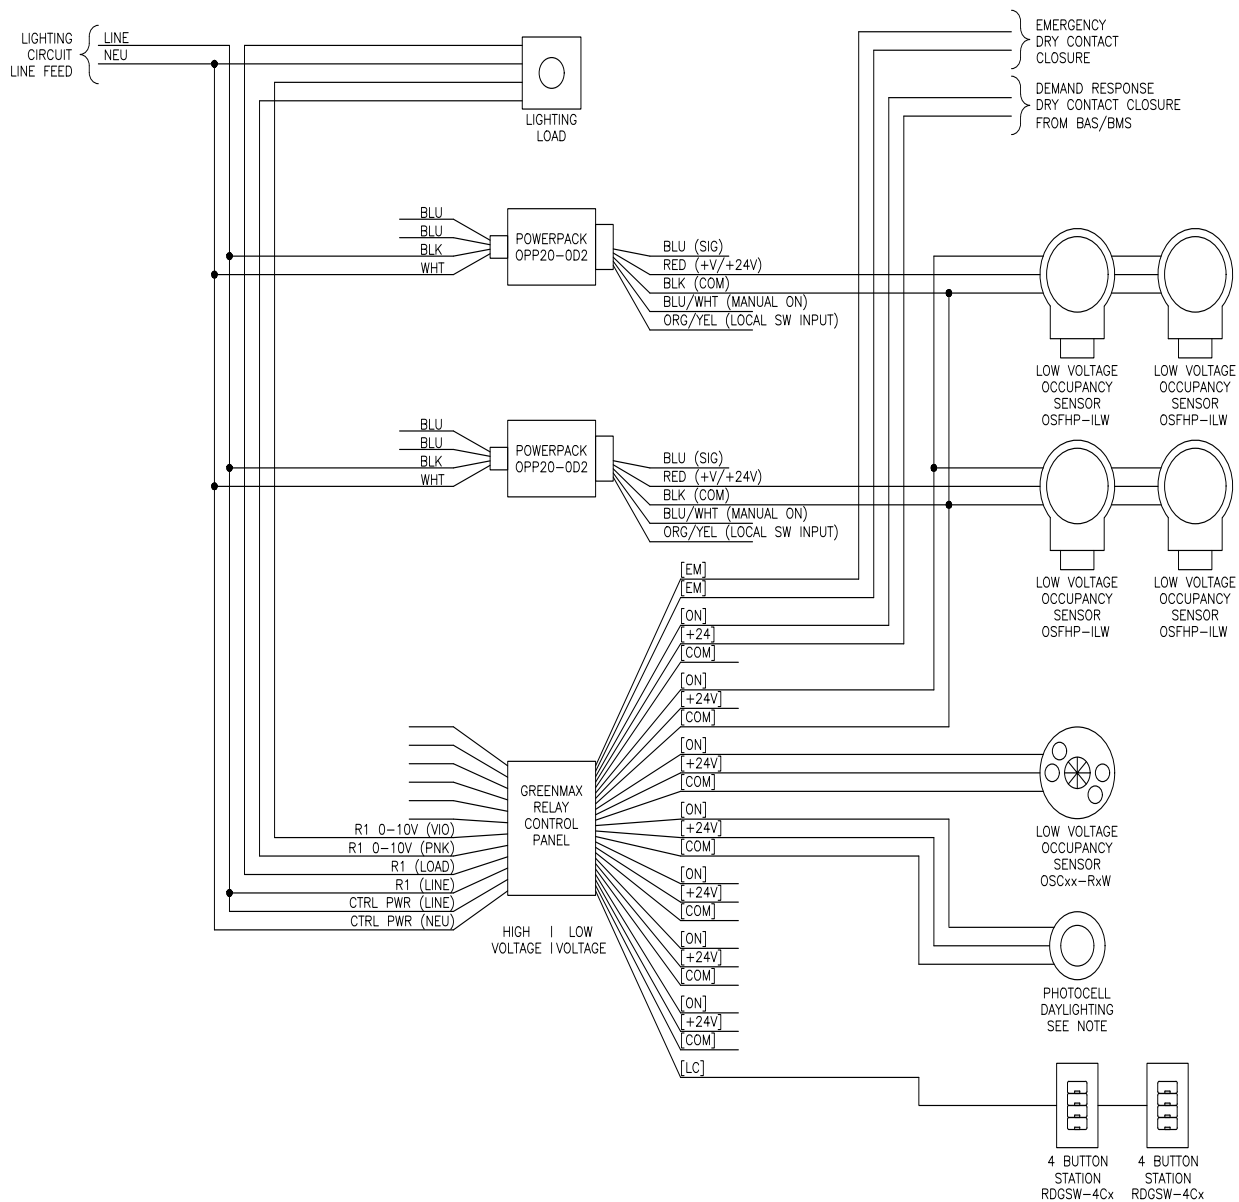 LIGHTING
CIRCUIT
LINE FEED
LINE
NEU
LIGHTING
LOAD
EMERGENCY
DRY CONTACT
CLOSURE
DEMAND RESPONSE
DRY CONTACT CLOSURE
FROM BAS/BMS
BLU
BLU
BLK
WHT
POWERPACK
OPP20-0D2
BLU (SIG)
RED (+V/+24V)
BLK (COM)
BLU/WHT (MANUAL ON)
ORG/YEL (LOCAL SW INPUT)
LOW VOLTAGE
OCCUPANCY
SENSOR
OSFHP-ILW
LOW VOLTAGE
OCCUPANCY
SENSOR
OSFHP-ILW
BLU
BLU
BLK
WHT
POWERPACK
OPP20-0D2
BLU (SIG)
RED (+V/+24V)
BLK (COM)
BLU/WHT (MANUAL ON)
ORG/YEL (LOCAL SW INPUT)
LOW VOLTAGE
OCCUPANCY
SENSOR
OSFHP-ILW
LOW VOLTAGE
OCCUPANCY
SENSOR
OSFHP-ILW
[EM]
[EM]
[ON]
[+24]
[COM]
[ON]
[+24V]
[COM]
[ON]
[+24V]
[COM]
[ON]
[+24V]
[COM]
[ON]
[+24V]
[COM]
[ON]
[+24V]
[COM]
[ON]
[+24V]
[COM]
[LC]
GREENMAX
RELAY
CONTROL
PANEL
R1 0-10V (VIO)
R1 0-10V (PNK)
R1 (LOAD)
R1 (LINE)
CTRL PWR (LINE)
CTRL PWR (NEU)
HIGH | LOW
VOLTAGE | VOLTAGE
LOW VOLTAGE
OCCUPANCY
SENSOR
OSCxx-RxW
PHOTOCELL
DAYLIGHTING
SEE NOTE
4 BUTTON
STATION
RDGSW-4Cx
4 BUTTON
STATION
RDGSW-4Cx